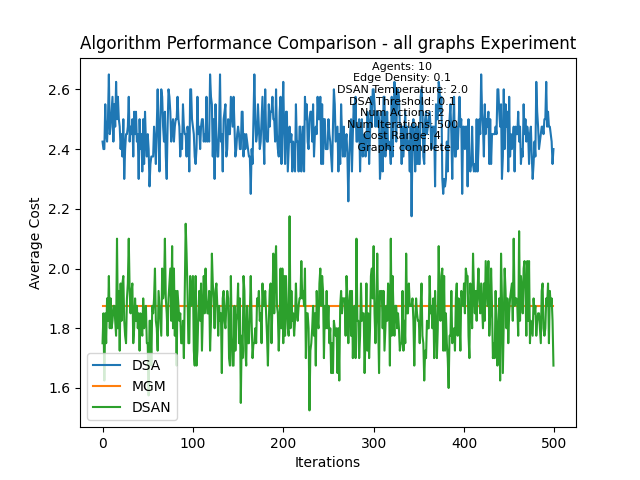 Algorithm Performance Comparison - all graphs Experiment
Agents: 10
Edge Density: 0.1
DSAN Temperature: 2.0
DSA Threshold: 0.1
Num Actions: 2
Num Iterations: 500
Cost Range: 4
Graph: complete
Average Cost
2.6
2.4
2.2
2.0
1.8
1.6
DSA
MGM
DSAN
0
100
200
300
400
500
Iterations